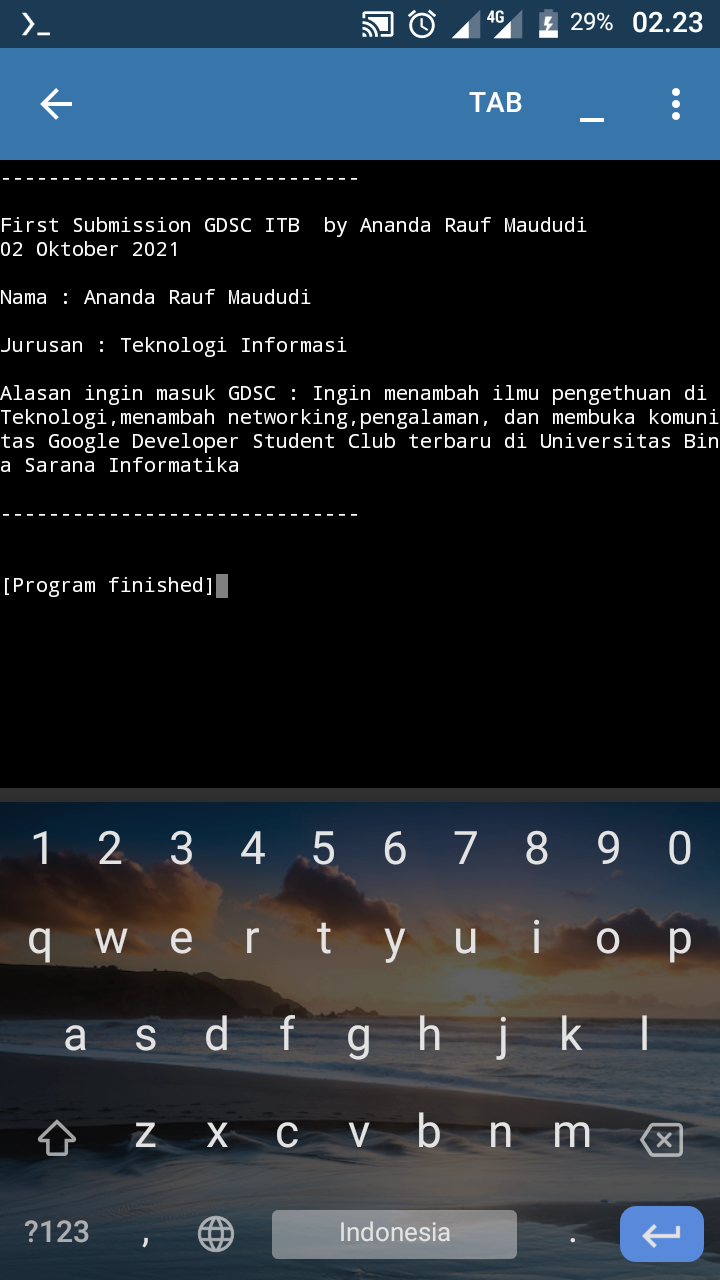 4G 29% 02.23
TAB
------------------------------
First Submission GDSC ITB  by Ananda Rauf Maududi
02 Oktober 2021
Nama : Ananda Rauf Maududi
Jurusan : Teknologi Informasi
Alasan ingin masuk GDSC : Ingin menambah ilmu pengethuan di
Teknologi,menambah networking,pengalaman, dan membuka komuni
tas Google Developer Student Club terbaru di Universitas Bin
a Sarana Informatika
------------------------------
[Program finished]
1 2 3 4 5 6 7 8 9 0
q w e r t y u i o p
a s d f g h j k l
z x c v b n m
?123 , Indonesia .